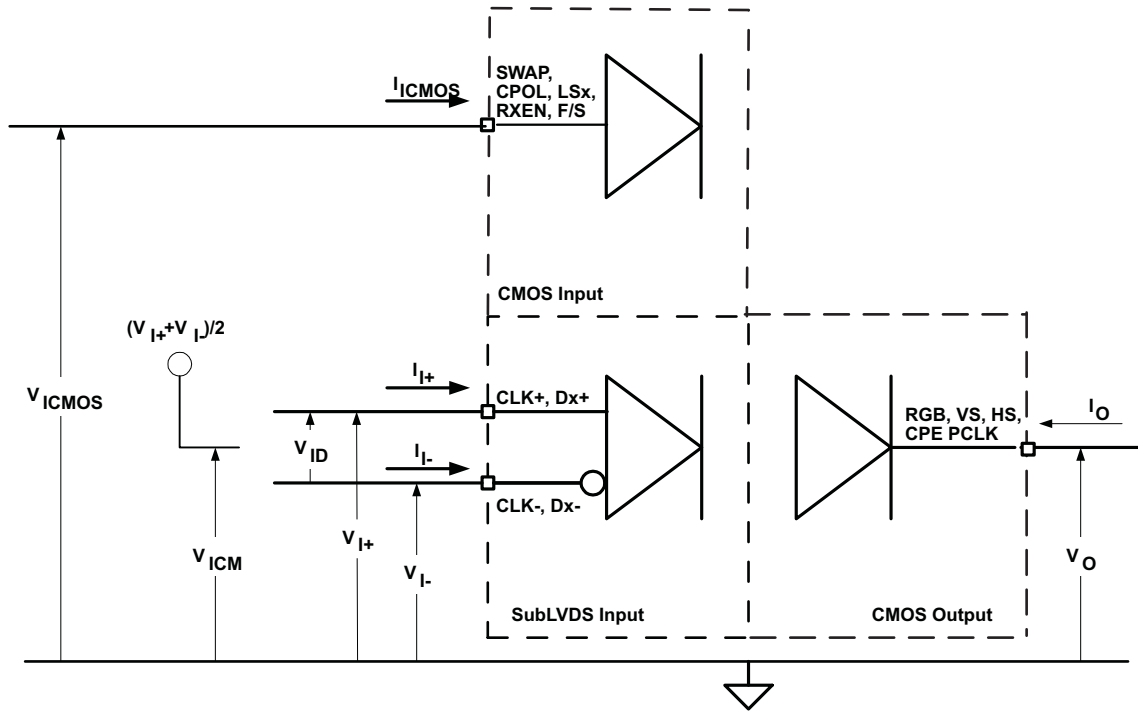 I ICMOS
SWAP,
CPOL, LSx,
RXEN, F/S
CMOS Input
(V I+ +V I-)/2
V ICMOS
I I+
CLK+, Dx+
V ID
I I-
CLK-, Dx-
RGB, VS, HS,
CPE PCLK
I O
V ICM
V I+
V I-
V O
SubLVDS Input
CMOS Output